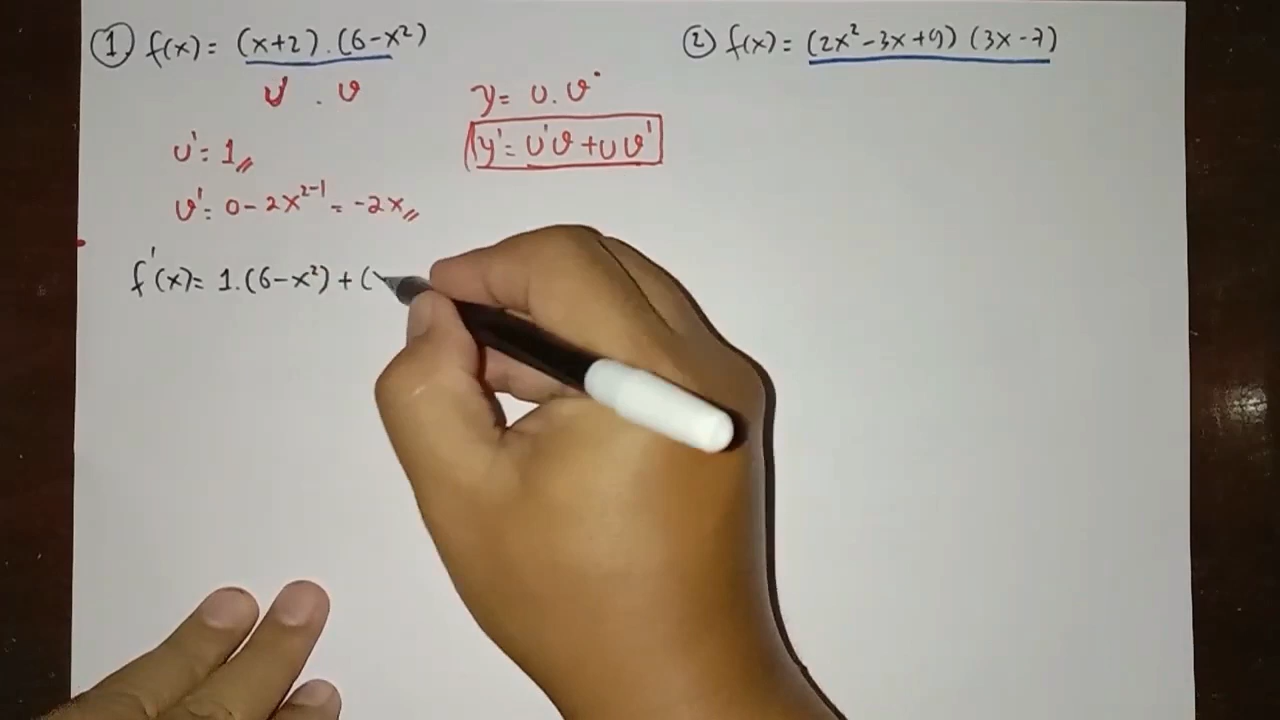 ① f(x) = (x+2).(6-x²)
U . V
U' = 1
V' = 0-2x²⁻¹ = -2x
y = U.V
y' = U'V + UV'
f'(x) = 1.(6-x²) + (
② f(x) = (2x²-3x+9) (3x-7)